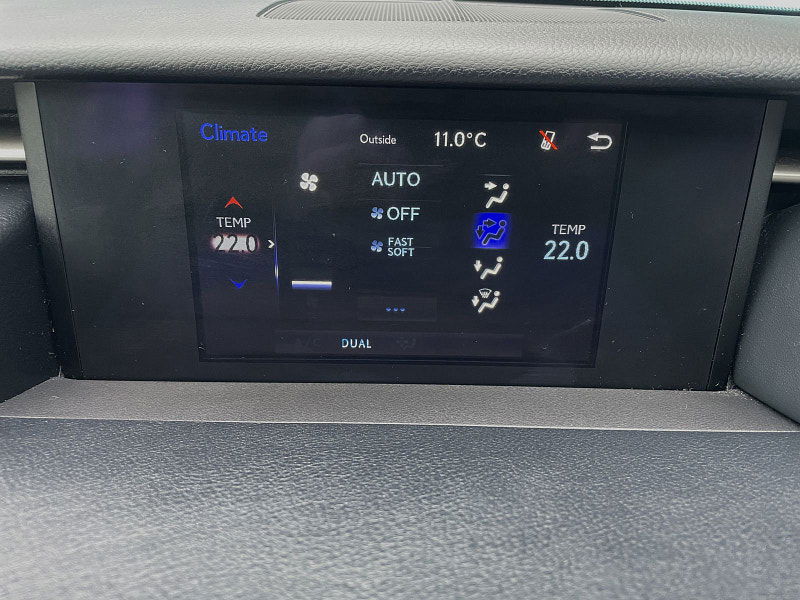 Climate
Outside 11.0°C
AUTO
OFF
FAST
SOFT
TEMP
22.0
TEMP
22.0
A/C DUAL